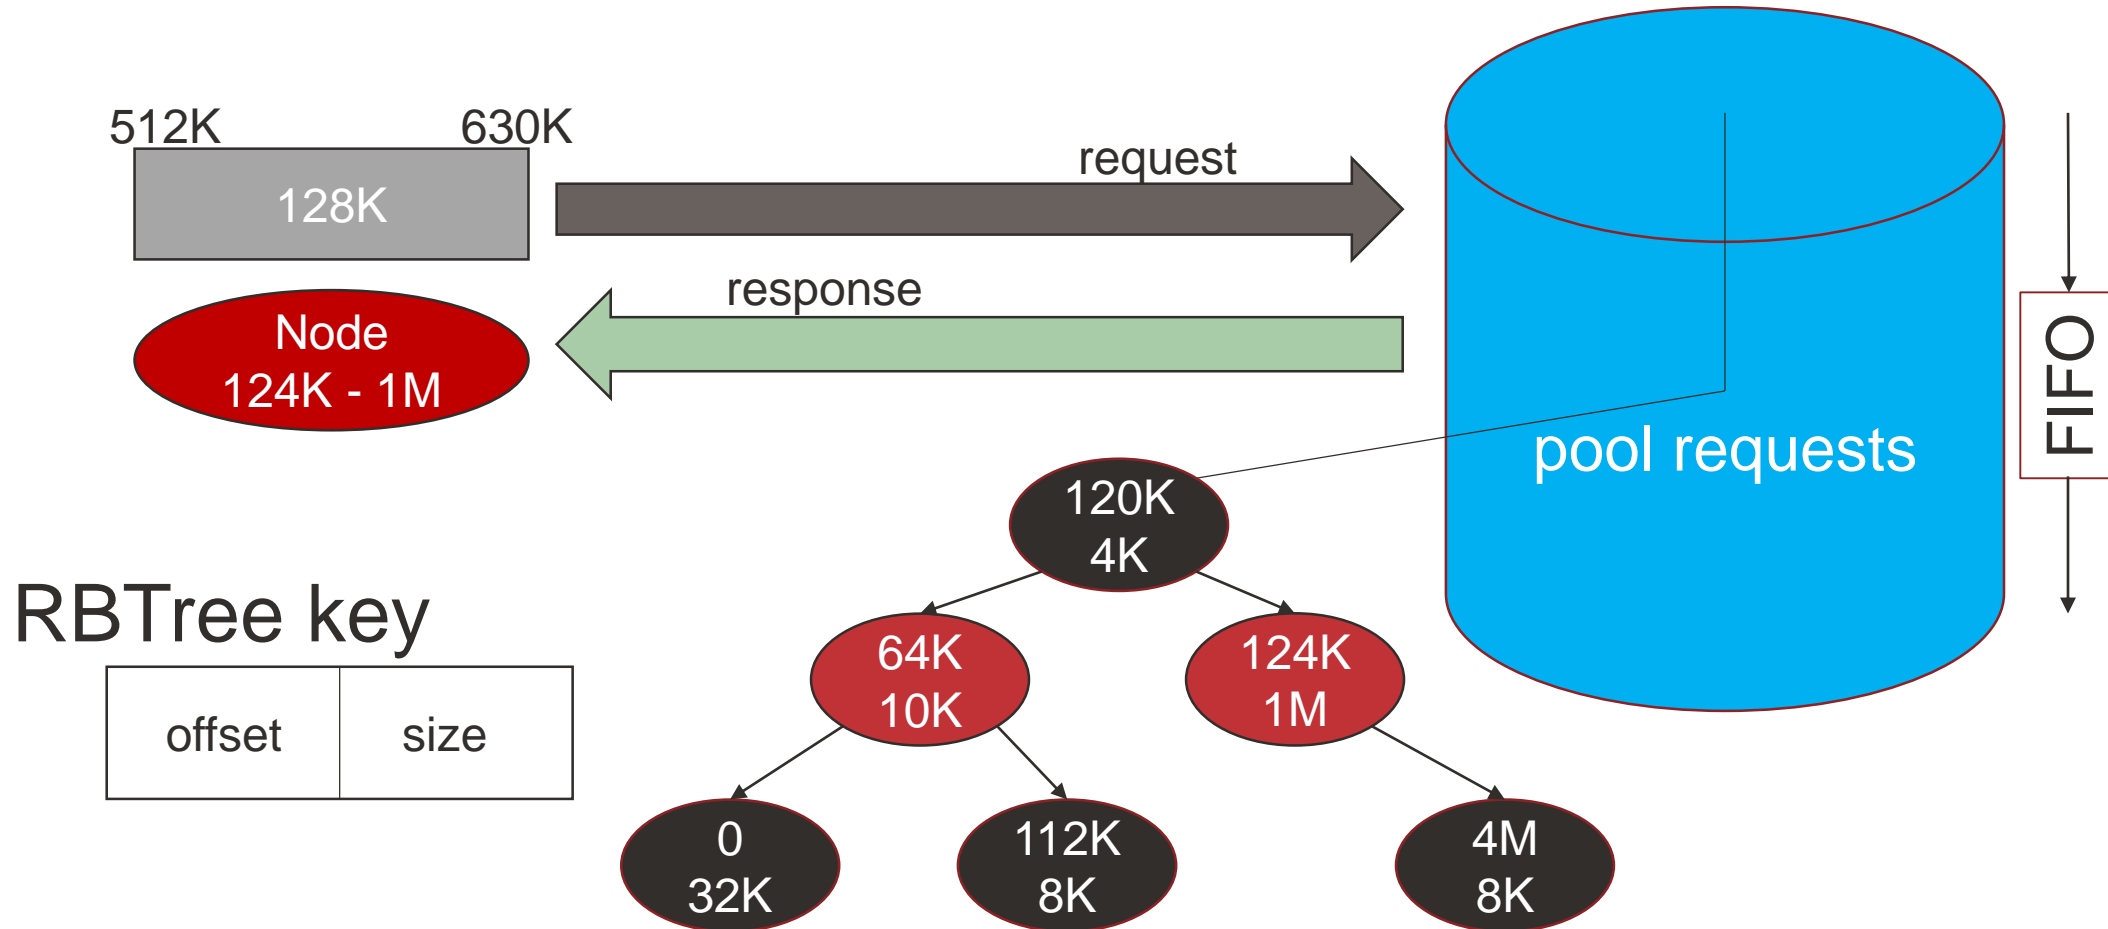 512K
630K
128K
request
response
Node
124K - 1M
pool requests
FIFO
120K
4K
64K
10K
124K
1M
0
32K
112K
8K
4M
8K
RBTree key
offset
size